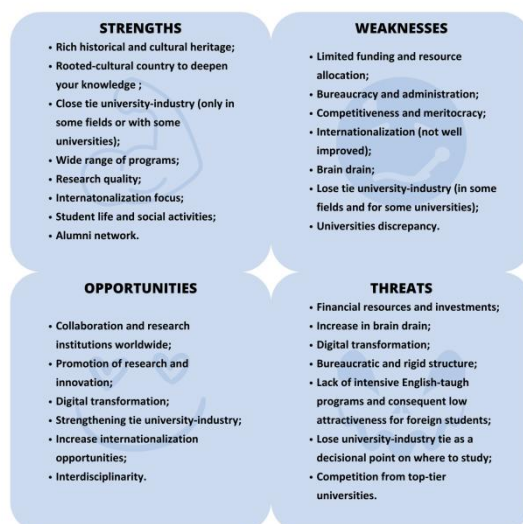 STRENGTHS
• Rich historical and cultural heritage;
• Rooted-cultural country to deepen
your knowledge ;
• Close tie university-industry (only in
some fields or with some
universities);
• Wide range of programs;
• Research quality;
• Internatonalization focus;
• Student life and social activities;
• Alumni network.
WEAKNESSES
• Limited funding and resource
allocation;
• Bureaucracy and administration;
• Competitiveness and meritocracy;
• Internationalization (not well
improved);
• Brain drain;
• Lose tie university-industry (in some
fields and for some universities);
• Universities discrepancy.
OPPORTUNITIES
• Collaboration and research
institutions worldwide;
• Promotion of research and
innovation;
• Digital transformation;
• Strengthening tie university-industry;
• Increase internationalization
opportunities;
• Interdisciplinarity.
THREATS
• Financial resources and investments;
• Increase in brain drain;
• Digital transformation;
• Bureaucratic and rigid structure;
• Lack of intensive English-taugh
programs and consequent low
attractiveness for foreign students;
• Lose university-industry tie as a
decisional point on where to study;
• Competition from top-tier
universities.